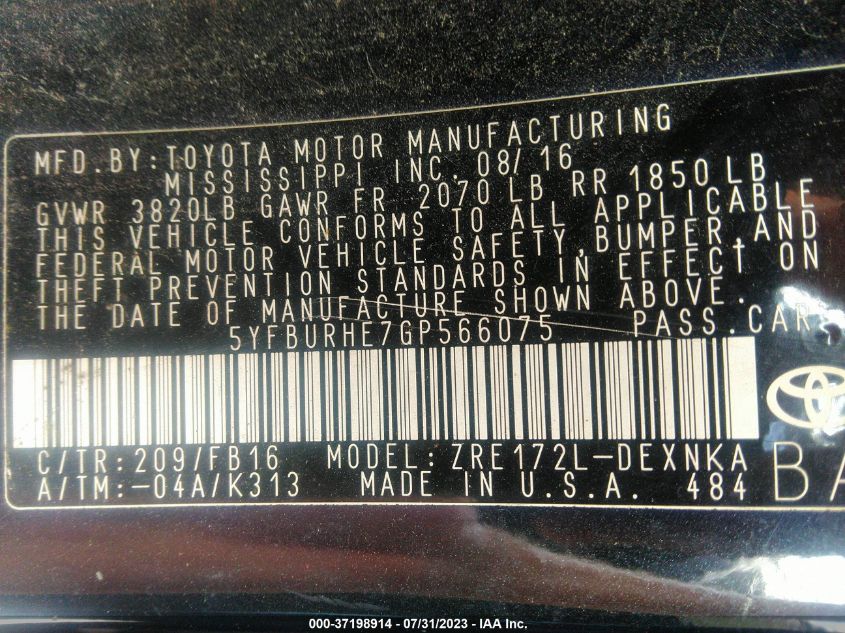 MFD.BY:TOYOTA MOTOR MANUFACTURING
MISSISSIPPI INC. 08/16
GVWR 3820LB GAWR FR 2070 LB RR 1850 LB
THIS VEHICLE CONFORMS TO ALL APPLICABLE
FEDERAL MOTOR VEHICLE SAFETY,BUMPER,AND
THEFT PREVENTION STANDARDS IN EFFECT ON
THE DATE OF MANUFACTURE SHOWN ABOVE.
5YFBURHE7GP566075 PASS.CAR
C/TR:209/FB16 MODEL:ZRE172L-DEXNKA
A/TM:-04A/K313 MADE IN U.S.A. 484
BA
000-37198914 - 07/31/2023 - IAA Inc.